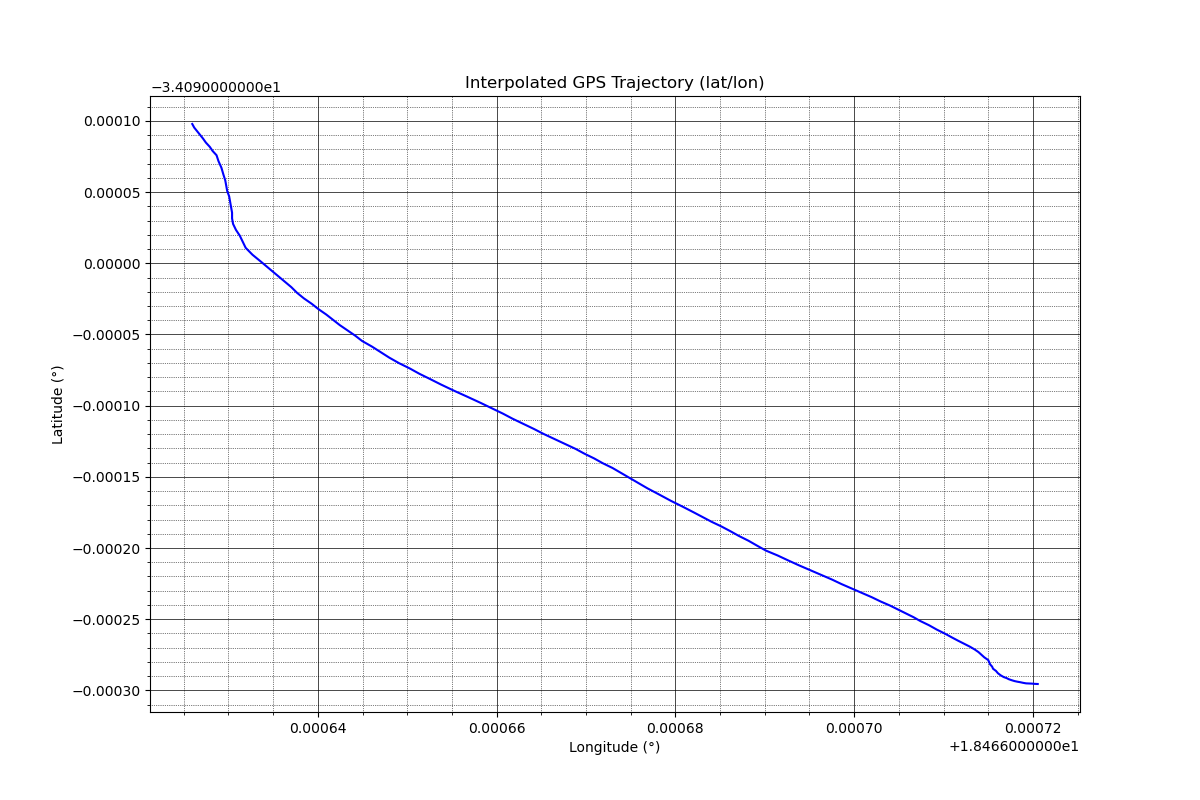 Interpolated GPS Trajectory (lat/lon)
−3.4090000000e1
0.00010
0.00005
0.00000
−0.00005
−0.00010
−0.00015
−0.00020
−0.00025
−0.00030
Latitude (°)
0.00064 0.00066 0.00068 0.00070 0.00072
Longitude (°)
+1.8466000000e1